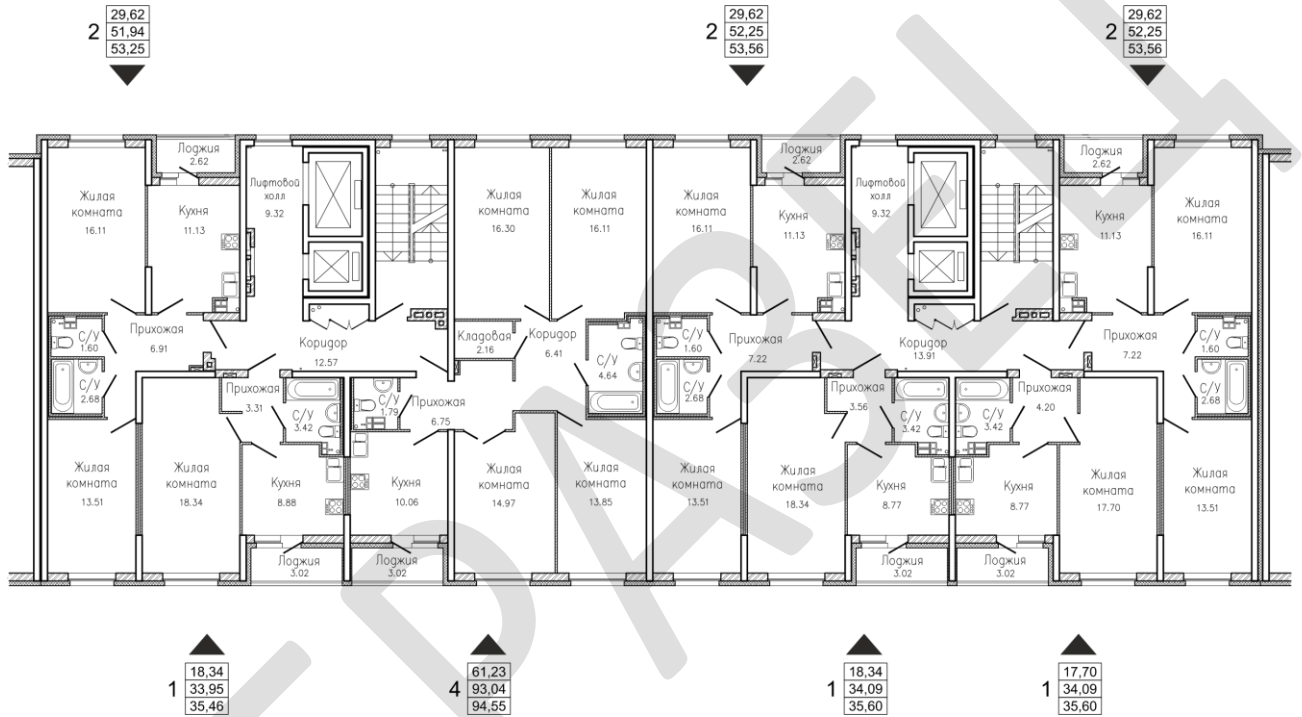 2
29,62
51,94
53,25
2
29,62
52,25
53,56
2
29,62
52,25
53,56
Лоджия
2.62
Жилая
комната
16.11
Кухня
11.13
Лифтовой
холл
9.32
Жилая
комната
16.30
Жилая
комната
16.11
Жилая
комната
16.11
Лоджия
2.62
Кухня
11.13
Лифтовой
холл
9.32
Лоджия
2.62
Кухня
11.13
Жилая
комната
16.11
С/У
1.60
Прихожая
6.91
С/У
2.68
Коридор
12.57
Кладовая
2.16
Коридор
6.41
С/У
4.64
С/У
1.60
Прихожая
7.22
С/У
2.68
Коридор
13.91
Прихожая
7.22
С/У
1.60
С/У
2.68
Прихожая
3.31
С/У
3.42
С/У
1.79
Прихожая
6.75
Прихожая
3.56
С/У
3.42
С/У
3.42
Прихожая
4.20
Жилая
комната
13.51
Жилая
комната
18.34
Кухня
8.88
Кухня
10.06
Жилая
комната
14.97
Жилая
комната
13.85
Жилая
комната
13.51
Жилая
комната
18.34
Кухня
8.77
Кухня
8.77
Жилая
комната
17.70
Жилая
комната
13.51
Лоджия
3.02
Лоджия
3.02
Лоджия
3.02
Лоджия
3.02
1
18,34
33,95
35,46
4
61,23
93,04
94,55
1
18,34
34,09
35,60
1
17,70
34,09
35,60